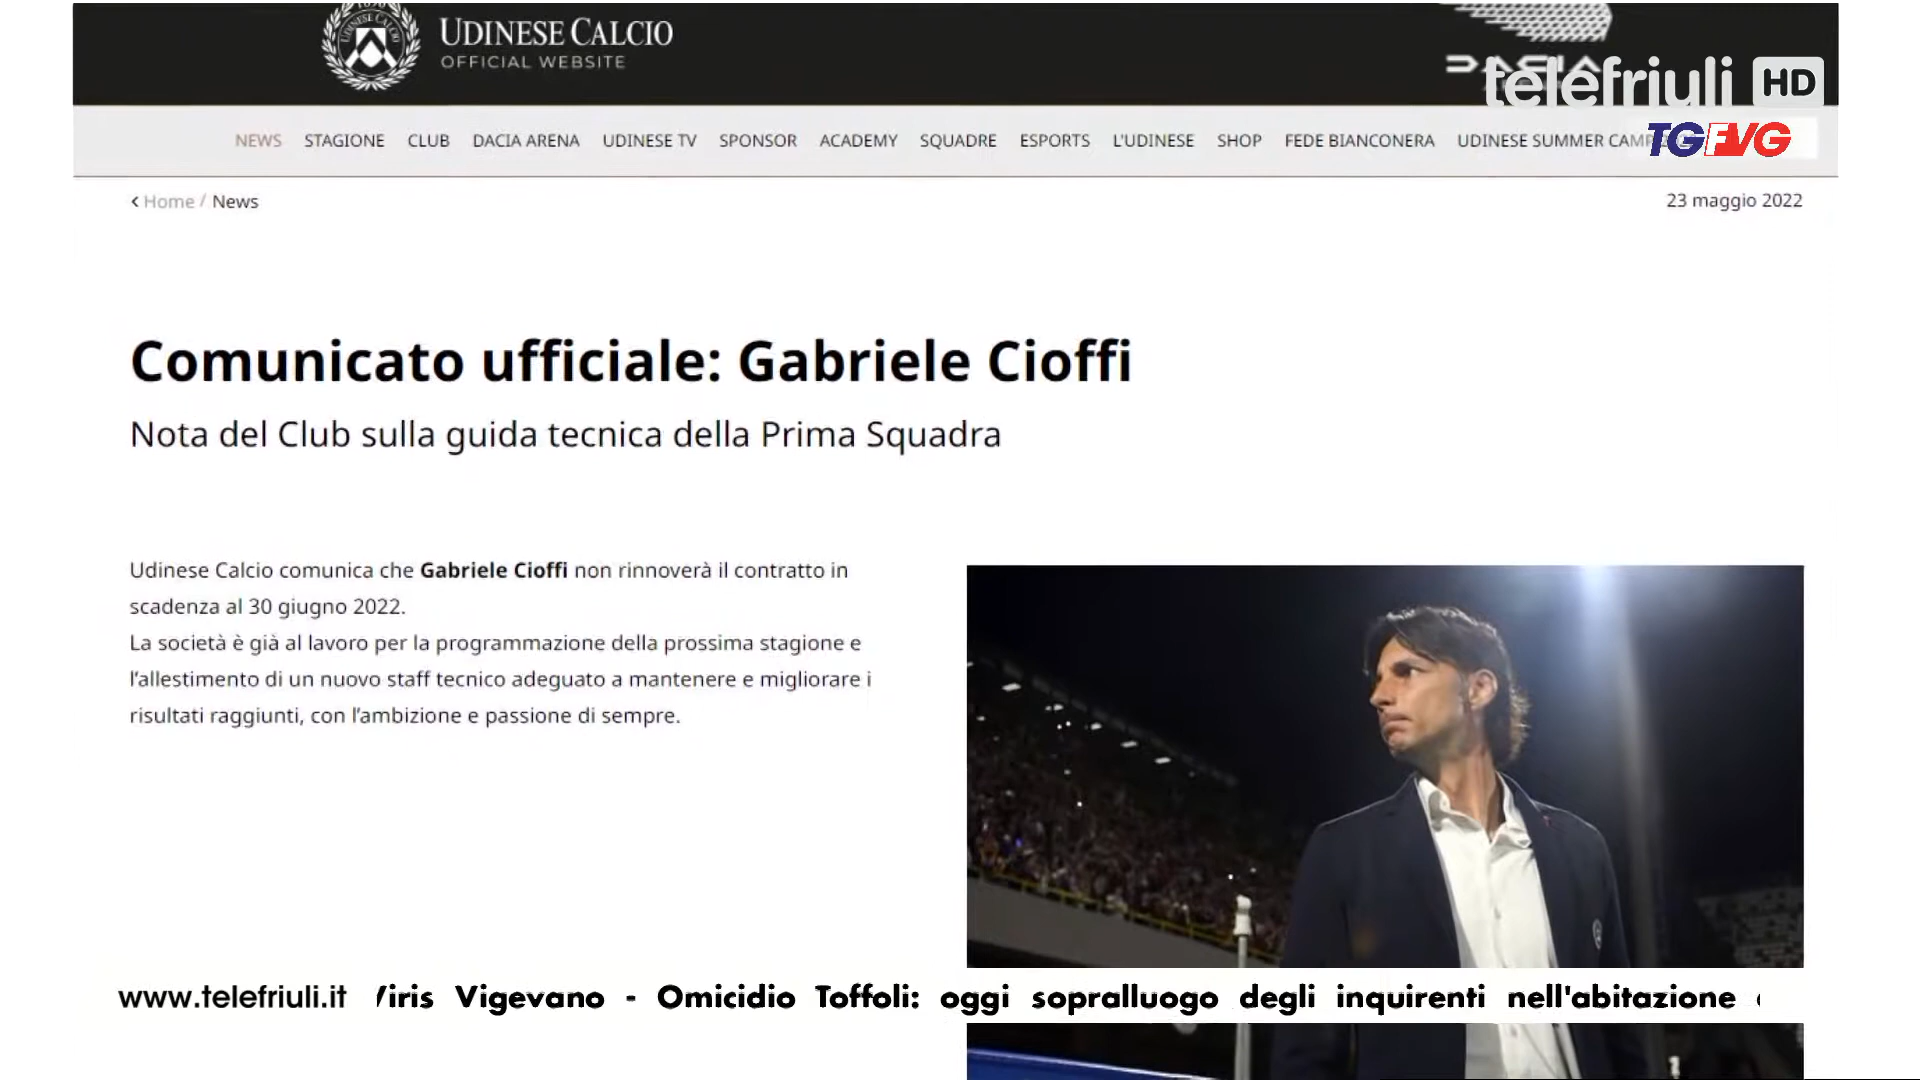 UDINESE CALCIO
OFFICIAL WEBSITE
DACIA
telefriuli HD
TGFVG
NEWS STAGIONE CLUB DACIA ARENA UDINESE TV SPONSOR ACADEMY SQUADRE ESPORTS L'UDINESE SHOP FEDE BIANCONERA UDINESE SUMMER
Home / News
23 maggio 2022
Comunicato ufficiale: Gabriele Cioffi
Nota del Club sulla guida tecnica della Prima Squadra
Udinese Calcio comunica che Gabriele Cioffi non rinnoverà il contratto in
scadenza al 30 giugno 2022.
La società è già al lavoro per la programmazione della prossima stagione e
l’allestimento di un nuovo staff tecnico adeguato a mantenere e migliorare i
risultati raggiunti, con l’ambizione e passione di sempre.
www.telefriuli.it Vigevano - Omicidio Toffoli: oggi sopralluogo degli inquirenti nell'abitazione